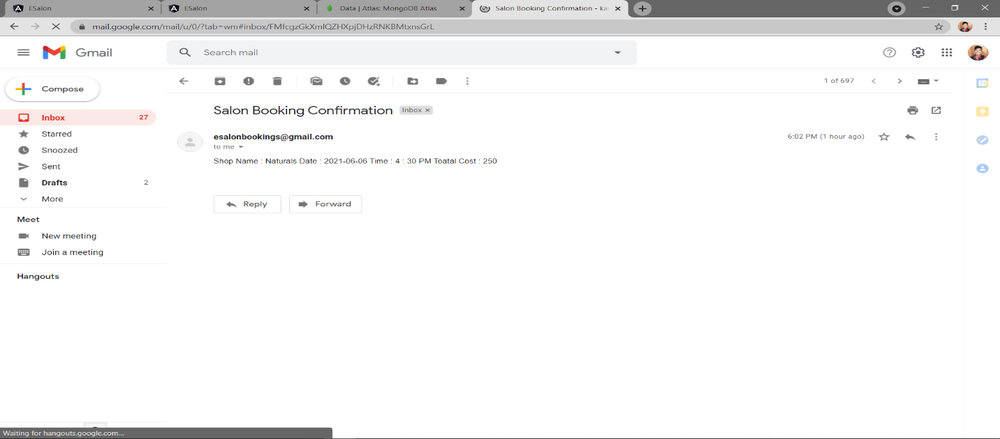 ESalon
ESalon
Data | Atlas: MongoDB Atlas
Salon Booking Confirmation - ka
mail.google.com/mail/u/0/?tab=wm#inbox/FMfcgzGkXmlQZHXpjDHzRNKBMtxnsGrL
Gmail
Search mail
Compose
1 of 697
Salon Booking Confirmation
Inbox ×
Inbox 27
Starred
Snoozed
Sent
Drafts 2
More
esalonbookings@gmail.com
6:02 PM (1 hour ago)
to me
Shop Name : Naturals Date : 2021-06-06 Time : 4 : 30 PM Toatal Cost : 250
Reply
Forward
Meet
New meeting
Join a meeting
Hangouts
31
Waiting for hangouts.google.com...